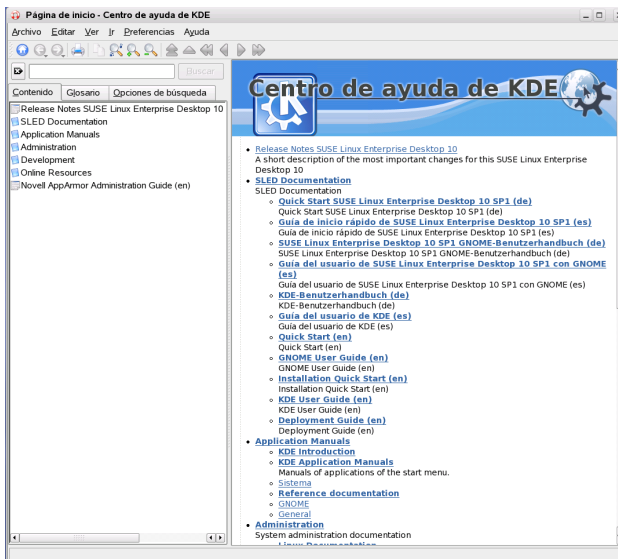 Página de inicio - Centro de ayuda de KDE
Archivo Editar Ver Ir Preferencias Ayuda
Buscar
Contenido Glosario Opciones de búsqueda
Release Notes SUSE Linux Enterprise Desktop 10
SLED Documentation
Application Manuals
Administration
Development
Online Resources
Novell AppArmor Administration Guide (en)
Centro de ayuda de KDE
Release Notes SUSE Linux Enterprise Desktop 10
A short description of the most important changes for this SUSE Linux Enterprise
Desktop 10
SLED Documentation
SLED Documentation
Quick Start SUSE Linux Enterprise Desktop 10 SP1 (de)
Quick Start SUSE Linux Enterprise Desktop 10 SP1 (de)
Guía de inicio rápido de SUSE Linux Enterprise Desktop 10 SP1 (es)
Guía de inicio rápido de SUSE Linux Enterprise Desktop 10 SP1 (es)
SUSE Linux Enterprise Desktop 10 SP1 GNOME-Benutzerhandbuch (de)
SUSE Linux Enterprise Desktop 10 SP1 GNOME-Benutzerhandbuch (de)
Guía del usuario de SUSE Linux Enterprise Desktop 10 SP1 con GNOME
(es)
Guía del usuario de SUSE Linux Enterprise Desktop 10 SP1 con GNOME (es)
KDE-Benutzerhandbuch (de)
KDE-Benutzerhandbuch (de)
Guía del usuario de KDE (es)
Guía del usuario de KDE (es)
Quick Start (en)
Quick Start (en)
GNOME User Guide (en)
GNOME User Guide (en)
Installation Quick Start (en)
Installation Quick Start (en)
KDE User Guide (en)
KDE User Guide (en)
Deployment Guide (en)
Deployment Guide (en)
Application Manuals
KDE Introduction
KDE Application Manuals
Manuals of applications of the start menu.
Sistema
Reference documentation
GNOME
General
Administration
System administration documentation
Linux Documentation